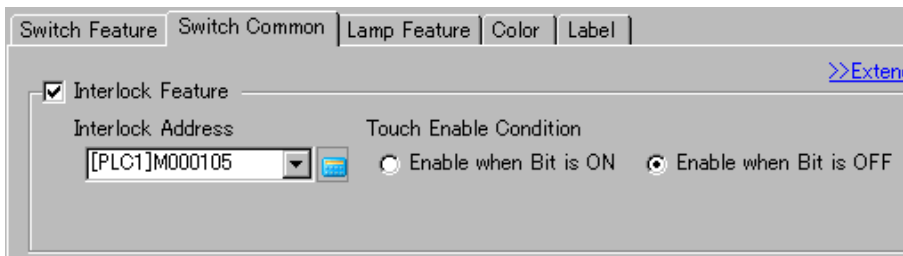 Switch Feature Switch Common Lamp Feature Color Label
>>Exten
Interlock Feature
Interlock Address Touch Enable Condition
[PLC1]M000105 Enable when Bit is ON Enable when Bit is OFF